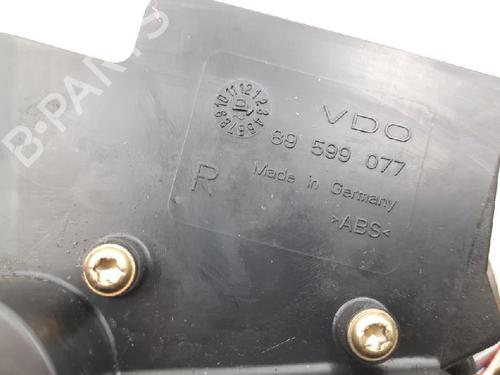 VDO
89 599 077
R
Made in Germany
>ABS<
B-PARTS